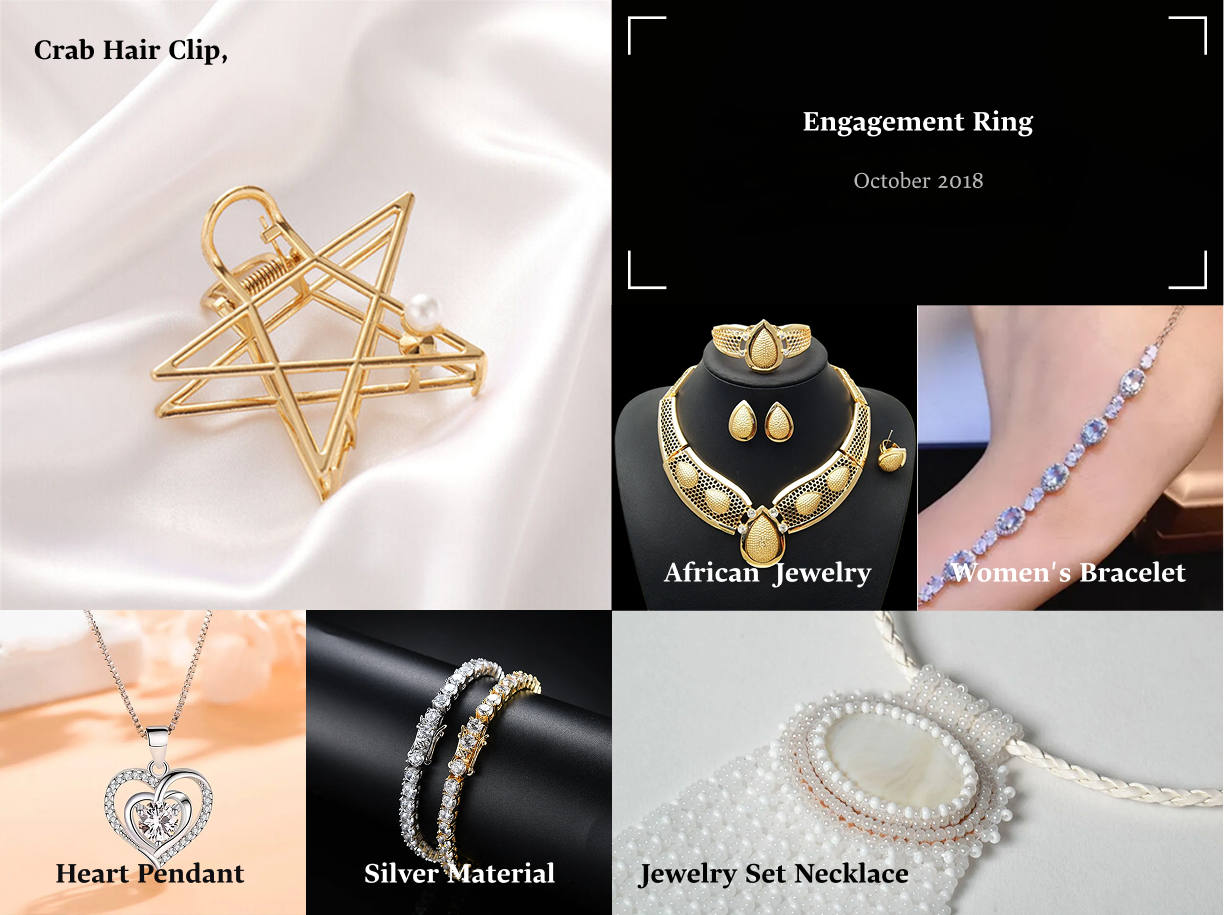 Crab Hair Clip,
Engagement Ring
October 2018
African Jewelry
Women's Bracelet
Heart Pendant
Silver Material
Jewelry Set Necklace